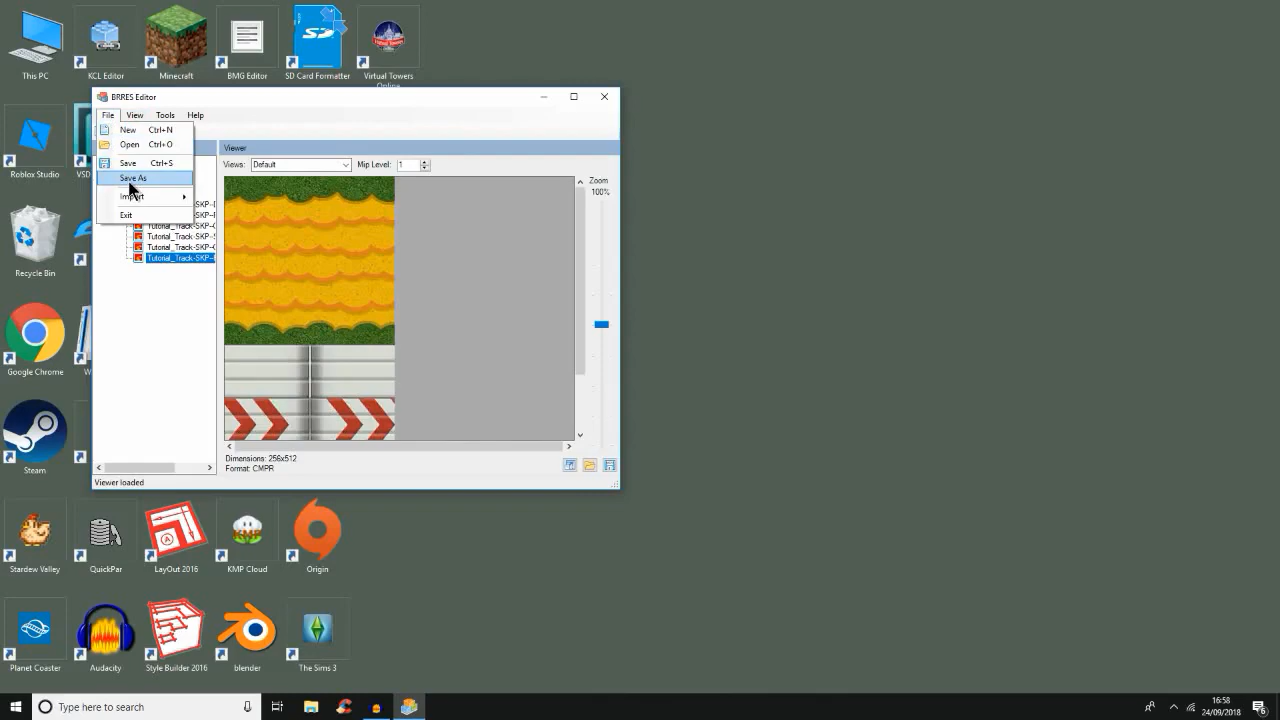 This PC
KCL Editor
Minecraft
BMG Editor
SD Card Formatter
Virtual Towers
Online
BRRES Editor
File View Tools Help
New Ctrl+N
Open Ctrl+O
Save Ctrl+S
Save As
Import
Exit
Viewer
Views: Default Mip Level: 1
Zoom
100%
Tutorial_Track-SKP-
Tutorial_Track-SKP-
Tutorial_Track-SKP-
Dimensions: 256x512
Format: CMPR
Viewer loaded
Roblox Studio
VSD
Recycle Bin
Google Chrome
W
Steam
Stardew Valley
QuickPar
LayOut 2016
KMP Cloud
Origin
Planet Coaster
Audacity
Style Builder 2016
blender
The Sims 3
Type here to search
16:58
24/09/2018